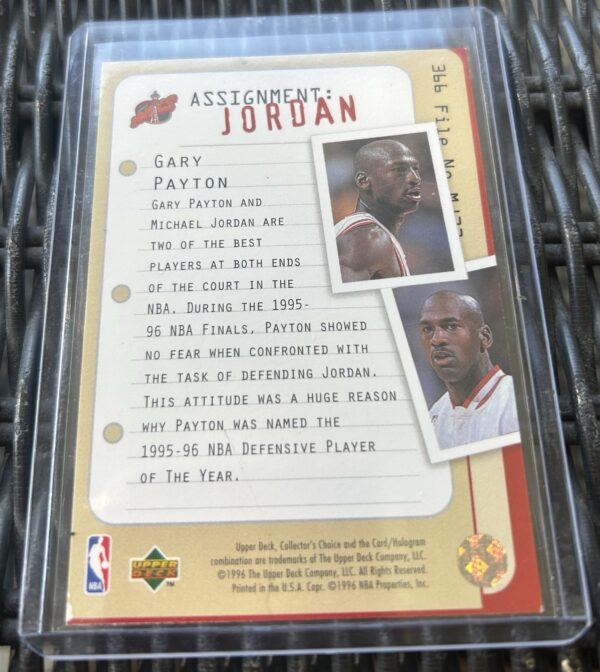 ASSIGNMENT:
JORDAN
366 File No.
GARY
PAYTON
GARY PAYTON AND
MICHAEL JORDAN ARE
TWO OF THE BEST
PLAYERS AT BOTH ENDS
OF THE COURT IN THE
NBA. DURING THE 1995-
96 NBA FINALS, PAYTON SHOWED
NO FEAR WHEN CONFRONTED WITH
THE TASK OF DEFENDING JORDAN.
THIS ATTITUDE WAS A HUGE REASON
WHY PAYTON WAS NAMED THE
1995-96 NBA DEFENSIVE PLAYER
OF THE YEAR.
Upper Deck, Collector's Choice and the Card/Hologram
combination are trademarks of The Upper Deck Company, LLC.
©1996 The Upper Deck Company, LLC. All Rights Reserved.
Printed in the U.S.A. Copr. ©1996 NBA Properties, Inc.
NBA
UPPER
DECK
TM